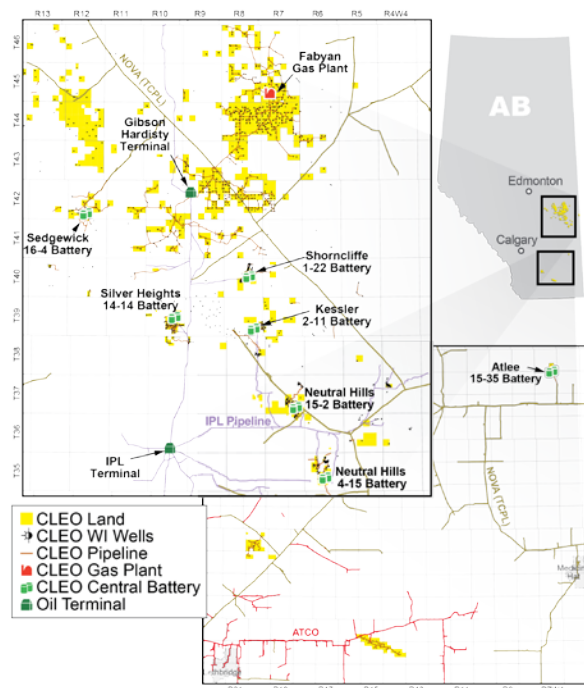 R13 R12 R11 R10 R9 R8 R7 R6 R5 R4W4
T46
T45
T44
T43
T42
T41
T40
T39
T38
T37
T36
T35
NOVA (TCPL)
Fabyan
Gas Plant
Gibson
Hardisty
Terminal
Sedgewick
16-4 Battery
Shorncliffe
1-22 Battery
Silver Heights
14-14 Battery
Kessler
2-11 Battery
Neutral Hills
15-2 Battery
IPL Pipeline
IPL
Terminal
Neutral Hills
4-15 Battery
AB
Edmonton
Calgary
Atlee
15-35 Battery
NOVA (TCPL)
CLEO Land
CLEO WI Wells
CLEO Pipeline
CLEO Gas Plant
CLEO Central Battery
Oil Terminal
ATCO